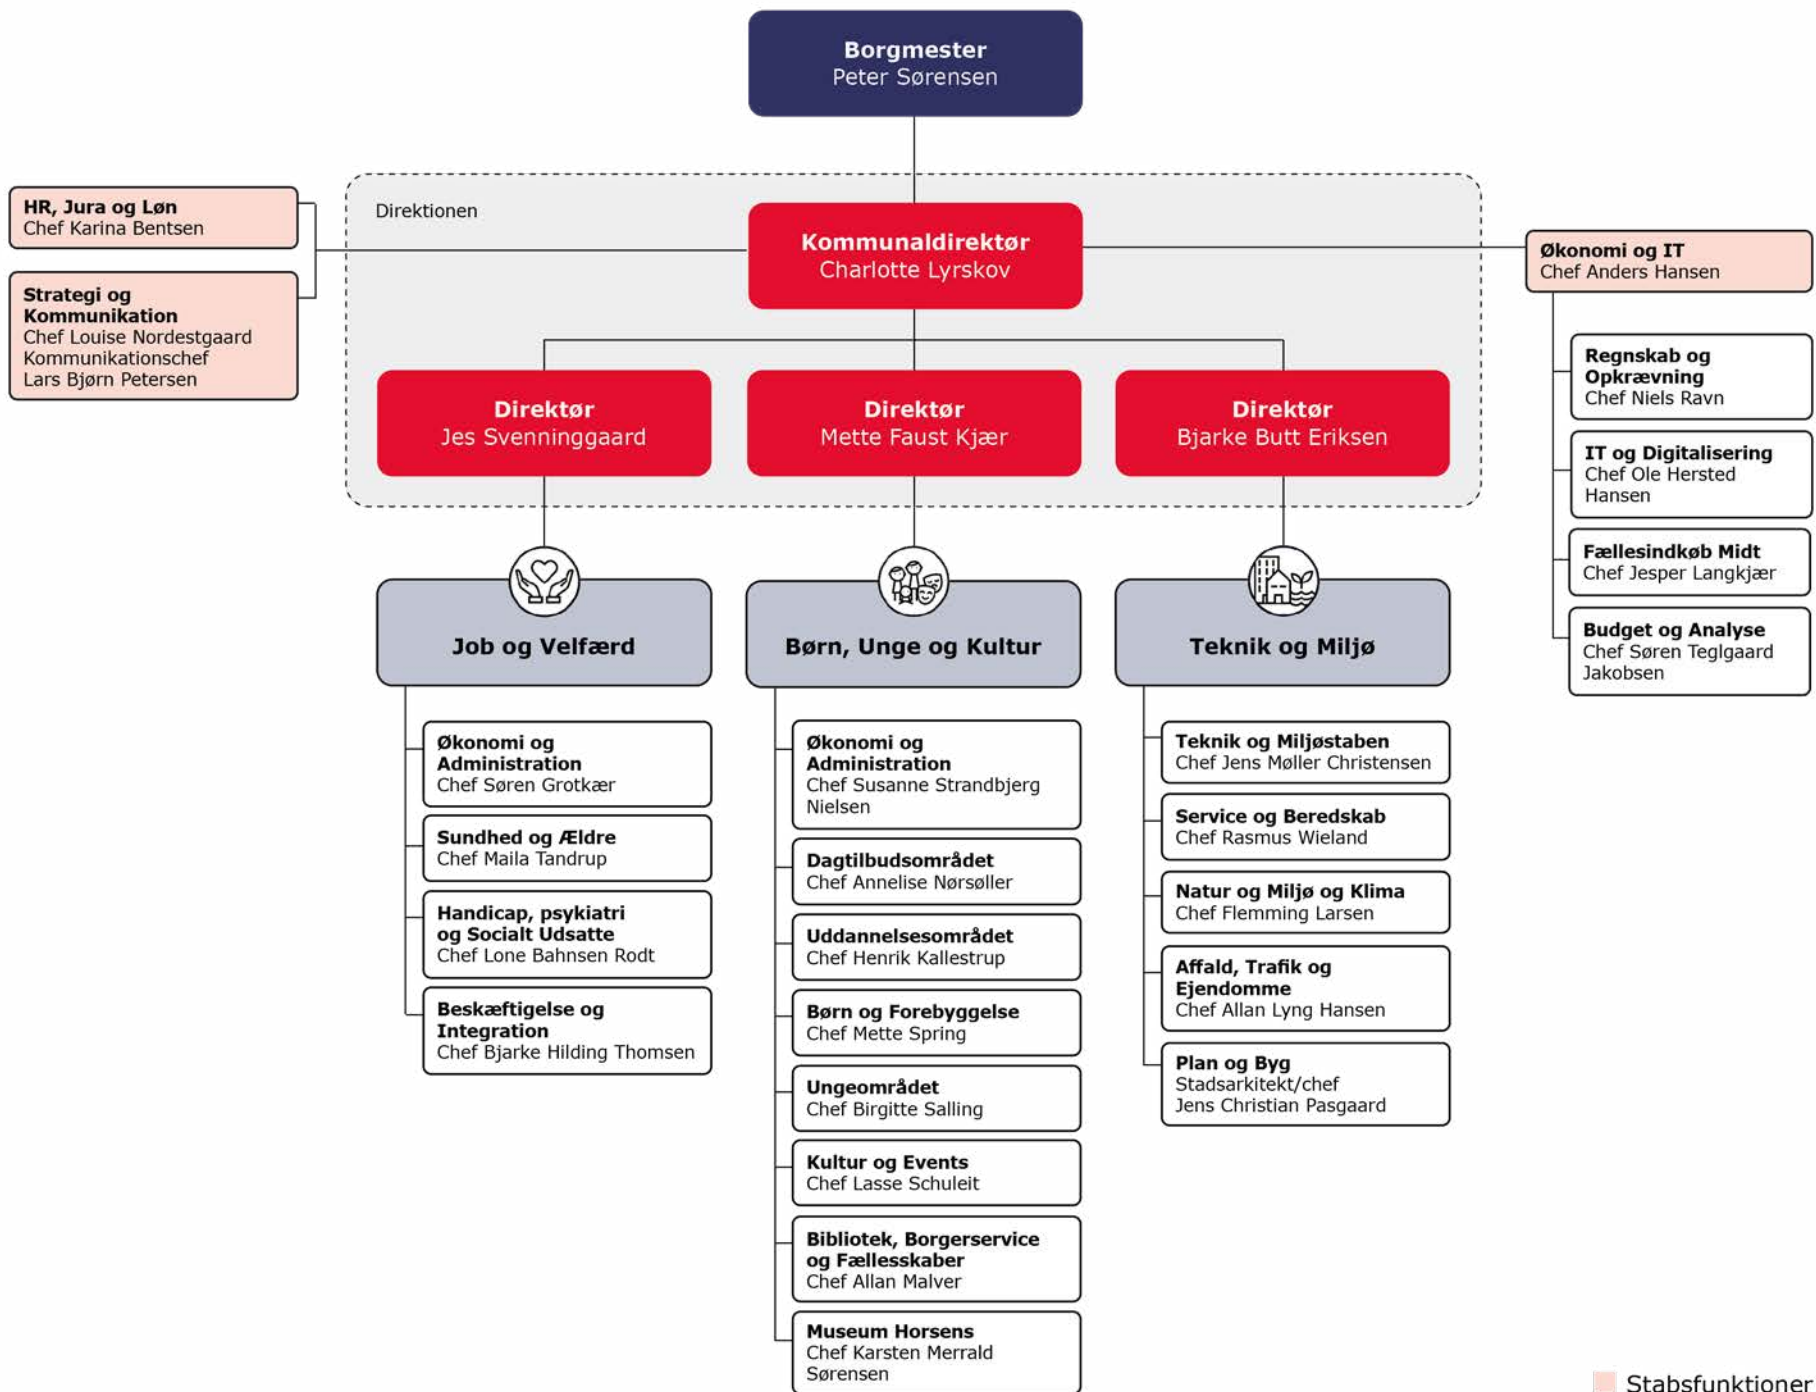 Borgmester
Peter Sørensen
HR, Jura og Løn
Chef Karina Bentsen
Strategi og
Kommunikation
Chef Louise Nordestgaard
Kommunikationschef
Lars Bjørn Petersen
Direktionen
Kommunaldirektør
Charlotte Lyrskov
Direktør
Jes Svenninggaard
Direktør
Mette Faust Kjær
Direktør
Bjarke Butt Eriksen
Økonomi og IT
Chef Anders Hansen
Regnskab og
Opkrævning
Chef Niels Ravn
IT og Digitalisering
Chef Ole Hersted
Hansen
Fællesindkøb Midt
Chef Jesper Langkjær
Budget og Analyse
Chef Søren Teglgaard
Jakobsen
Job og Velfærd
Økonomi og
Administration
Chef Søren Grotkær
Sundhed og Ældre
Chef Maila Tandrup
Handicap, psykiatri
og Socialt Udsatte
Chef Lone Bahnsen Rodt
Beskæftigelse og
Integration
Chef Bjarke Hilding Thomsen
Børn, Unge og Kultur
Økonomi og
Administration
Chef Susanne Strandbjerg
Nielsen
Dagtilbudsområdet
Chef Annelise Nørsøller
Uddannelsesområdet
Chef Henrik Kallestrup
Børn og Forebyggelse
Chef Mette Spring
Ungeområdet
Chef Birgitte Salling
Kultur og Events
Chef Lasse Schuleit
Bibliotek, Borgerservice
og Fællesskaber
Chef Allan Malver
Museum Horsens
Chef Karsten Merrald
Sørensen
Teknik og Miljø
Teknik og Miljøstaben
Chef Jens Møller Christensen
Service og Beredskab
Chef Rasmus Wieland
Natur og Miljø og Klima
Chef Flemming Larsen
Affald, Trafik og
Ejendomme
Chef Allan Lyng Hansen
Plan og Byg
Stadsarkitekt/chef
Jens Christian Pasgaard
Stabsfunktioner